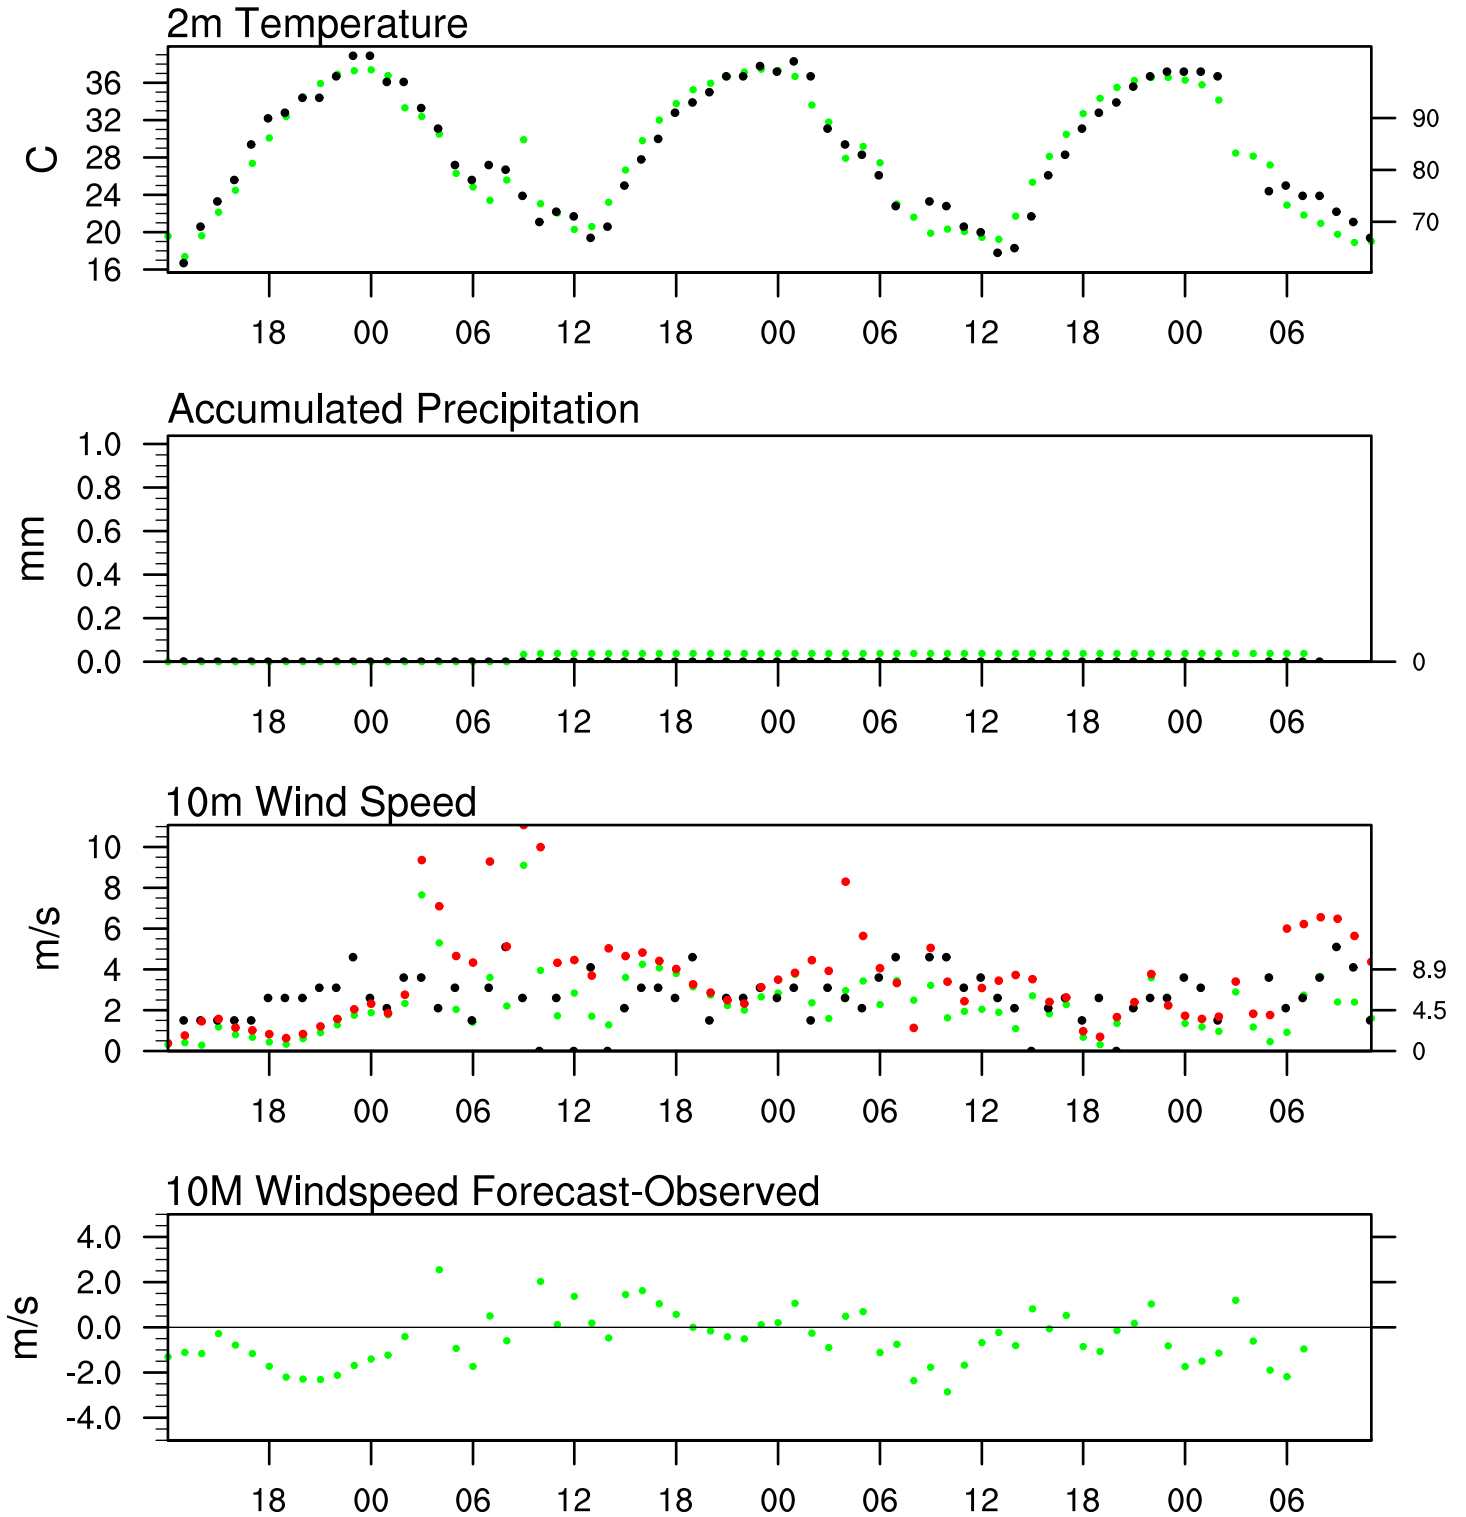 2m Temperature
36
32
28
24
20
16
C
90
80
70
18 00 06 12 18 00 06 12 18 00 06
Accumulated Precipitation
1.0
0.8
0.6
0.4
0.2
0.0
mm
0
18 00 06 12 18 00 06 12 18 00 06
10m Wind Speed
10
8
6
4
2
0
m/s
8.9
4.5
0
18 00 06 12 18 00 06 12 18 00 06
10M Windspeed Forecast-Observed
4.0
2.0
0.0
-2.0
-4.0
m/s
18 00 06 12 18 00 06 12 18 00 06